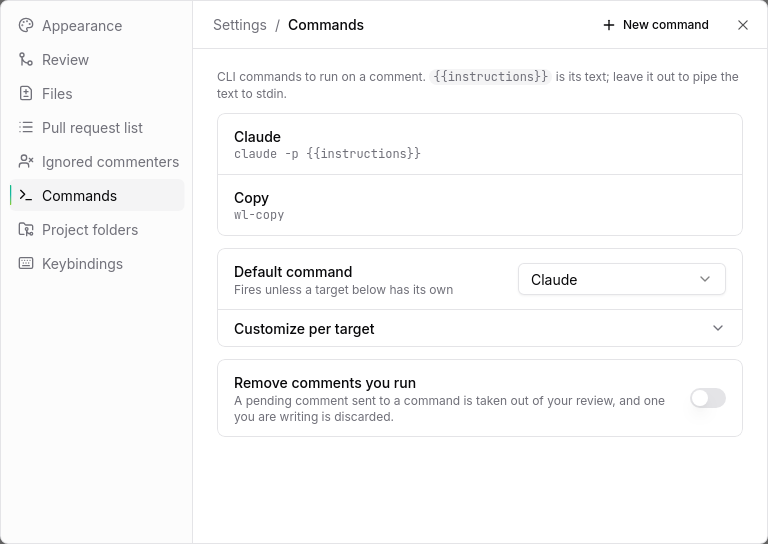 Appearance
Review
Files
Pull request list
Ignored commenters
Commands
Project folders
Keybindings
Settings / Commands
New command
CLI commands to run on a comment. {{instructions}} is its text; leave it out to pipe the
text to stdin.
Claude
claude -p {{instructions}}
Copy
wl-copy
Default command
Fires unless a target below has its own
Claude
Customize per target
Remove comments you run
A pending comment sent to a command is taken out of your review, and one
you are writing is discarded.